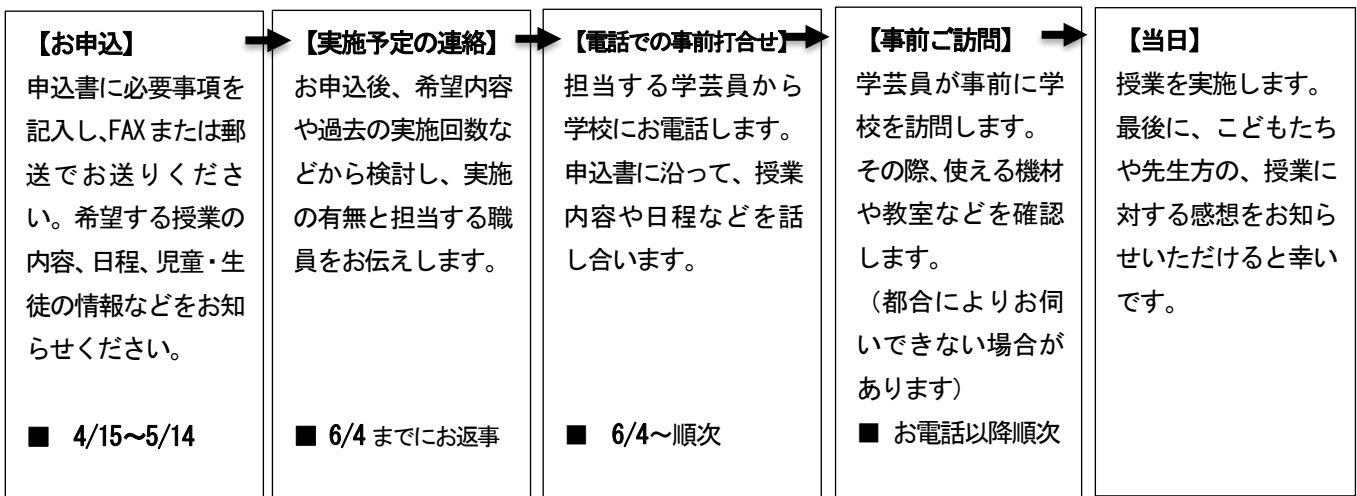 【お申込】
申込書に必要事項を
記入し、FAXまたは郵
送でお送りくださ
い。希望する授業の
内容、日程、児童・生
徒の情報などをお知
らせください。
■ 4/15～5/14
【実施予定の連絡】
お申込後、希望内容
や過去の実施回数な
どから検討し、実施
の有無と担当する職
員をお伝えします。
■ 6/4 までにお返事
【電話での事前打合せ】
担当する学芸員から
学校にお電話します。
申込書に沿って、授業
内容や日程などを話
し合います。
■ 6/4～順次
【事前ご訪問】
学芸員が事前に学
校を訪問します。
その際、使える機材
や教室などを確認
します。
（都合によりお伺
いできない場合が
あります）
■ お電話以降順次
【当日】
授業を実施します。
最後に、こどもたち
や先生方の、授業に
対する感想をお知ら
せいただけると幸い
です。